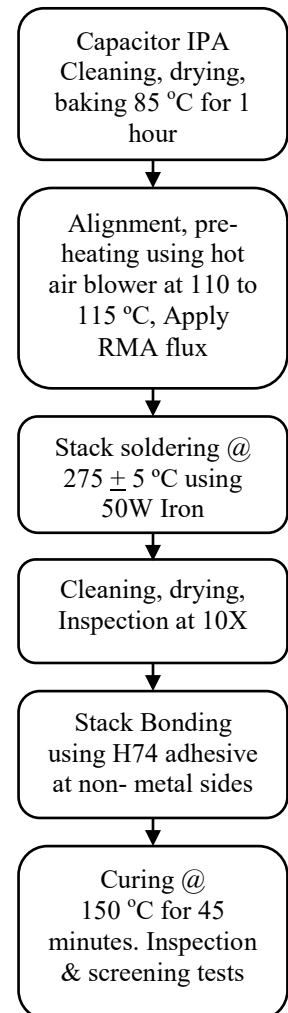 Capacitor IPA
Cleaning, drying,
baking 85 °C for 1
hour
Alignment, pre-
heating using hot
air blower at 110 to
115 ºC, Apply
RMA flux
Stack soldering @
275 ± 5 ºC using
50W Iron
Cleaning, drying,
Inspection at 10X
Stack Bonding
using H74 adhesive
at non- metal sides
Curing @
150 °C for 45
minutes. Inspection
& screening tests